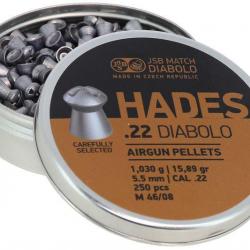 JSB MATCH
DIABOLO
MADE IN CZECH REPUBLIC
HADES
.22 DIABOLO
CAREFULLY
SELECTED
AIRGUN PELLETS
1,030 g | 15,89 gr
5.5 mm | CAL .22
250 pcs
M 46/08